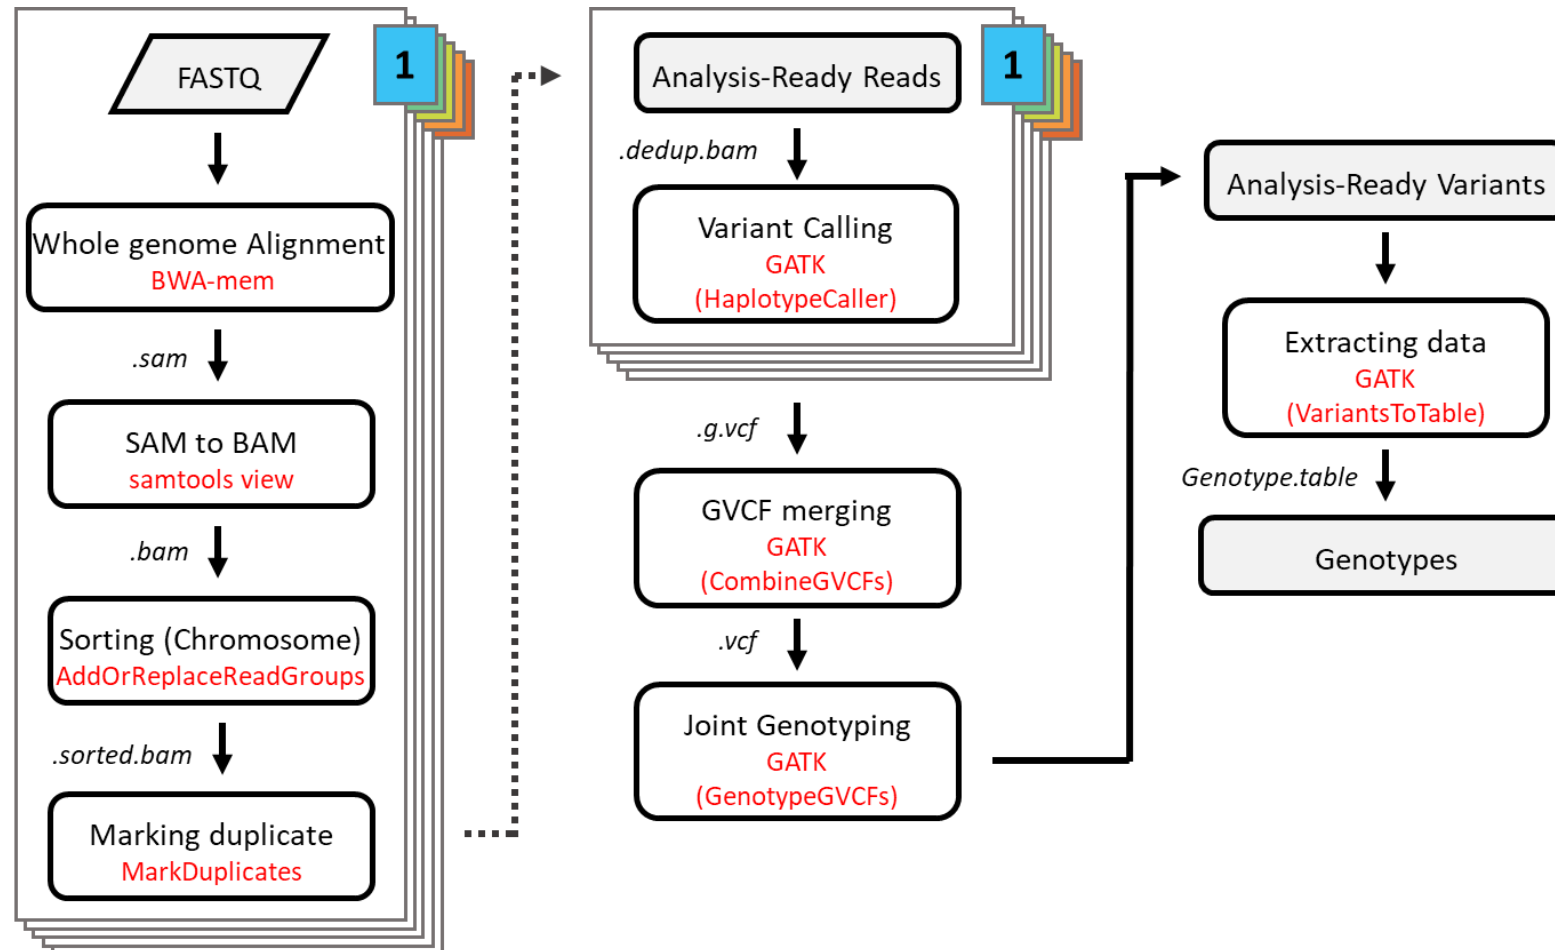 FASTQ
1
Whole genome Alignment
BWA-mem
.sam
SAM to BAM
samtools view
.bam
Sorting (Chromosome)
AddOrReplaceReadGroups
.sorted.bam
Marking duplicate
MarkDuplicates
Analysis-Ready Reads
1
.dedup.bam
Variant Calling
GATK
(HaplotypeCaller)
.g.vcf
GVCF merging
GATK
(CombineGVCFs)
.vcf
Joint Genotyping
GATK
(GenotypeGVCFs)
Analysis-Ready Variants
Extracting data
GATK
(VariantsToTable)
Genotype.table
Genotypes